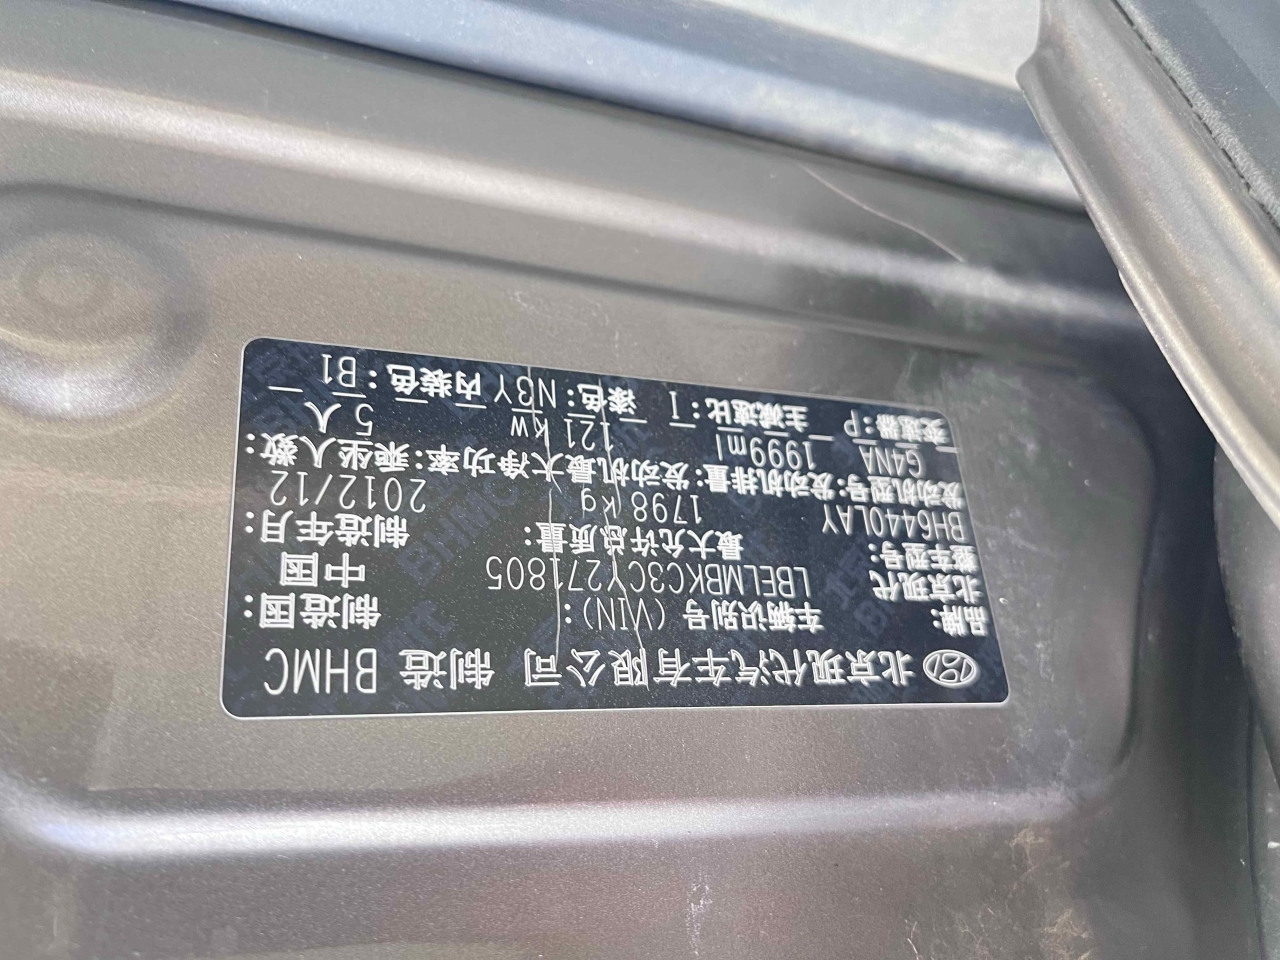 北京现代汽车有限公司 制造 BHMC
品牌： 车辆识别号（VIN）： 制造国：
北京现代 LBELMBKC3CY271805 中国
整车型号： 最大允许总质量： 制造年月：
BH6440LAY 1798kg 2012/12
发动机型号： 发动机排量： 发动机最大净功率： 乘坐人数：
G4NA 1999ml 121kw 5人
变速器：P 主减速比：I 漆色：N3Y 内装色：B1